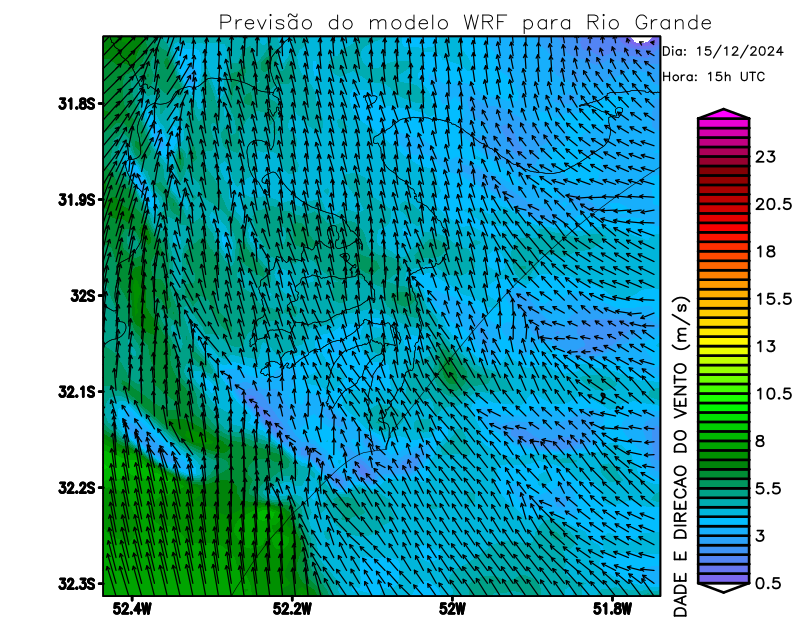 Previsão do modelo WRF para Rio Grande
Dia: 15/12/2024
Hora: 15h UTC
31.8S
31.9S
32S
32.1S
32.2S
32.3S
52.4W
52.2W
52W
51.8W
DADE E DIRECAO DO VENTO (m/s)
23
20.5
18
15.5
13
10.5
8
5.5
3
0.5